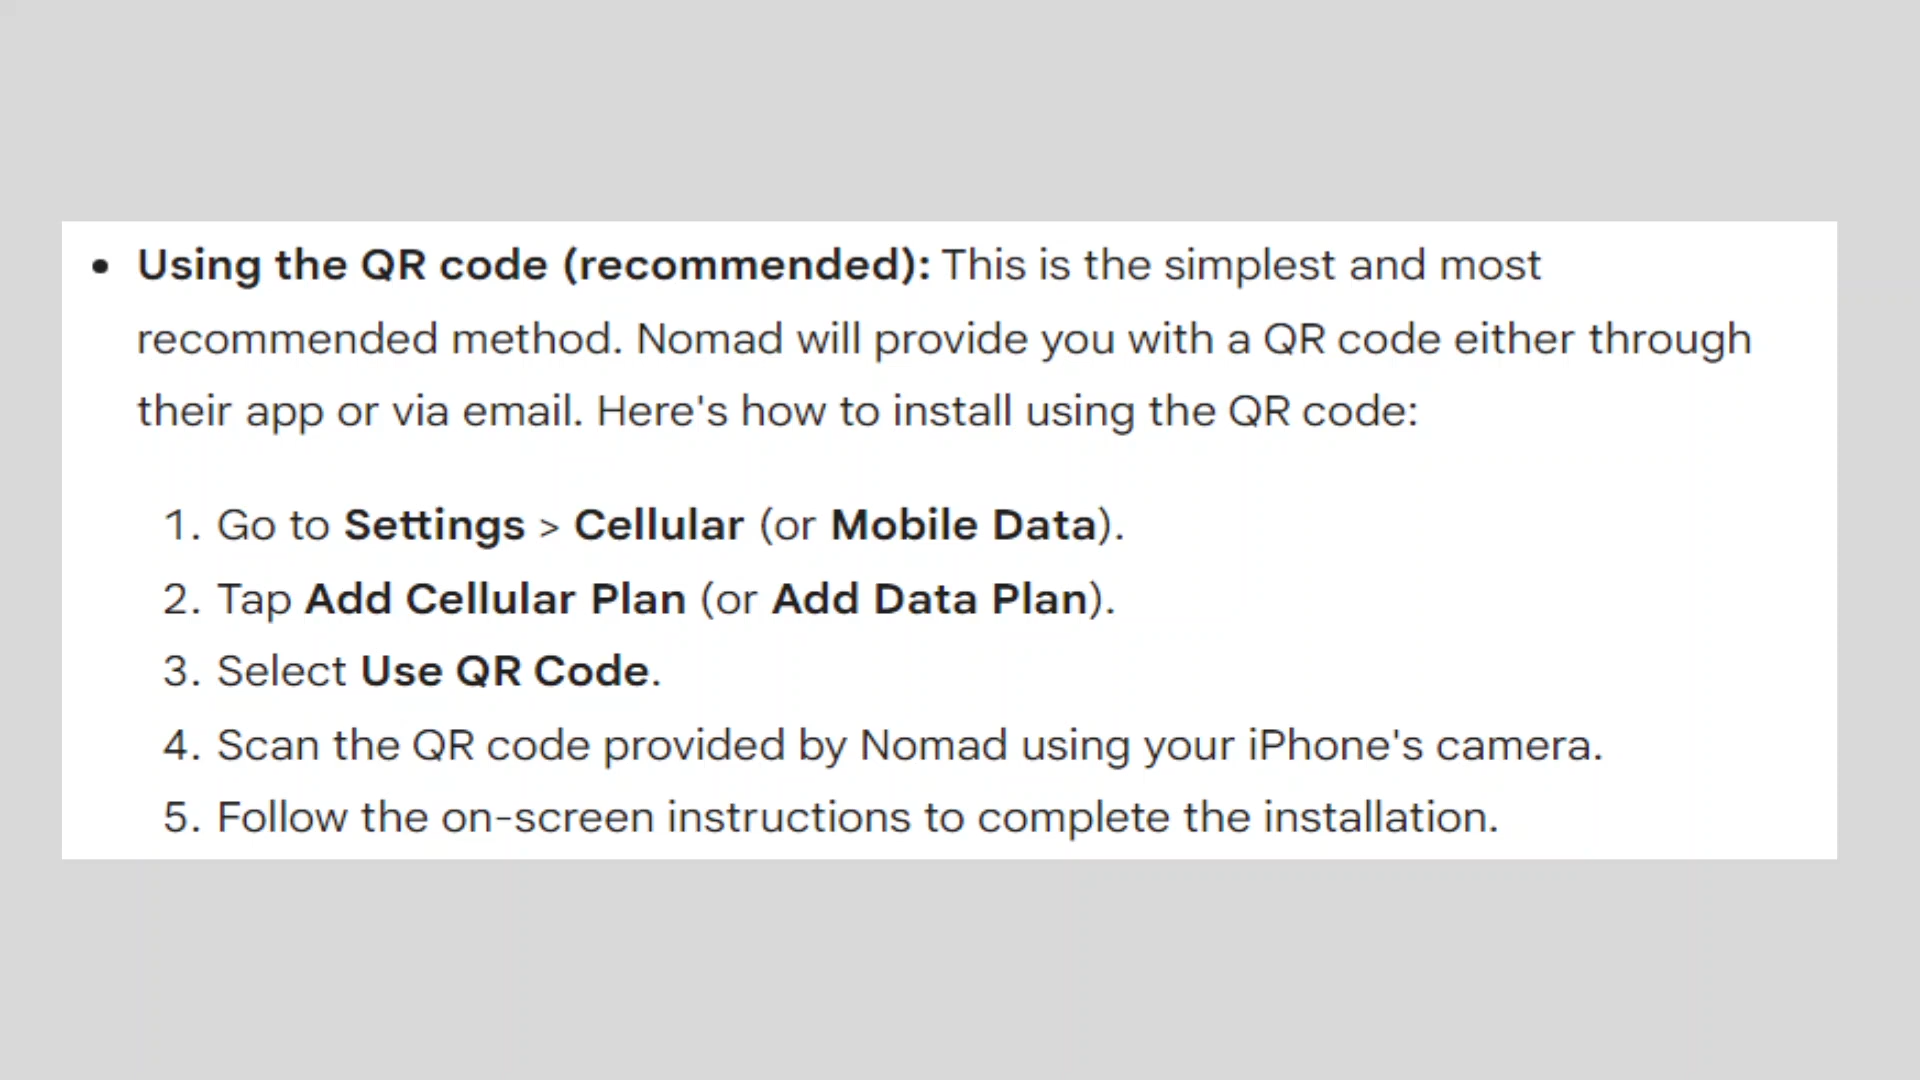 • Using the QR code (recommended): This is the simplest and most
recommended method. Nomad will provide you with a QR code either through
their app or via email. Here's how to install using the QR code:
1. Go to Settings > Cellular (or Mobile Data).
2. Tap Add Cellular Plan (or Add Data Plan).
3. Select Use QR Code.
4. Scan the QR code provided by Nomad using your iPhone's camera.
5. Follow the on-screen instructions to complete the installation.